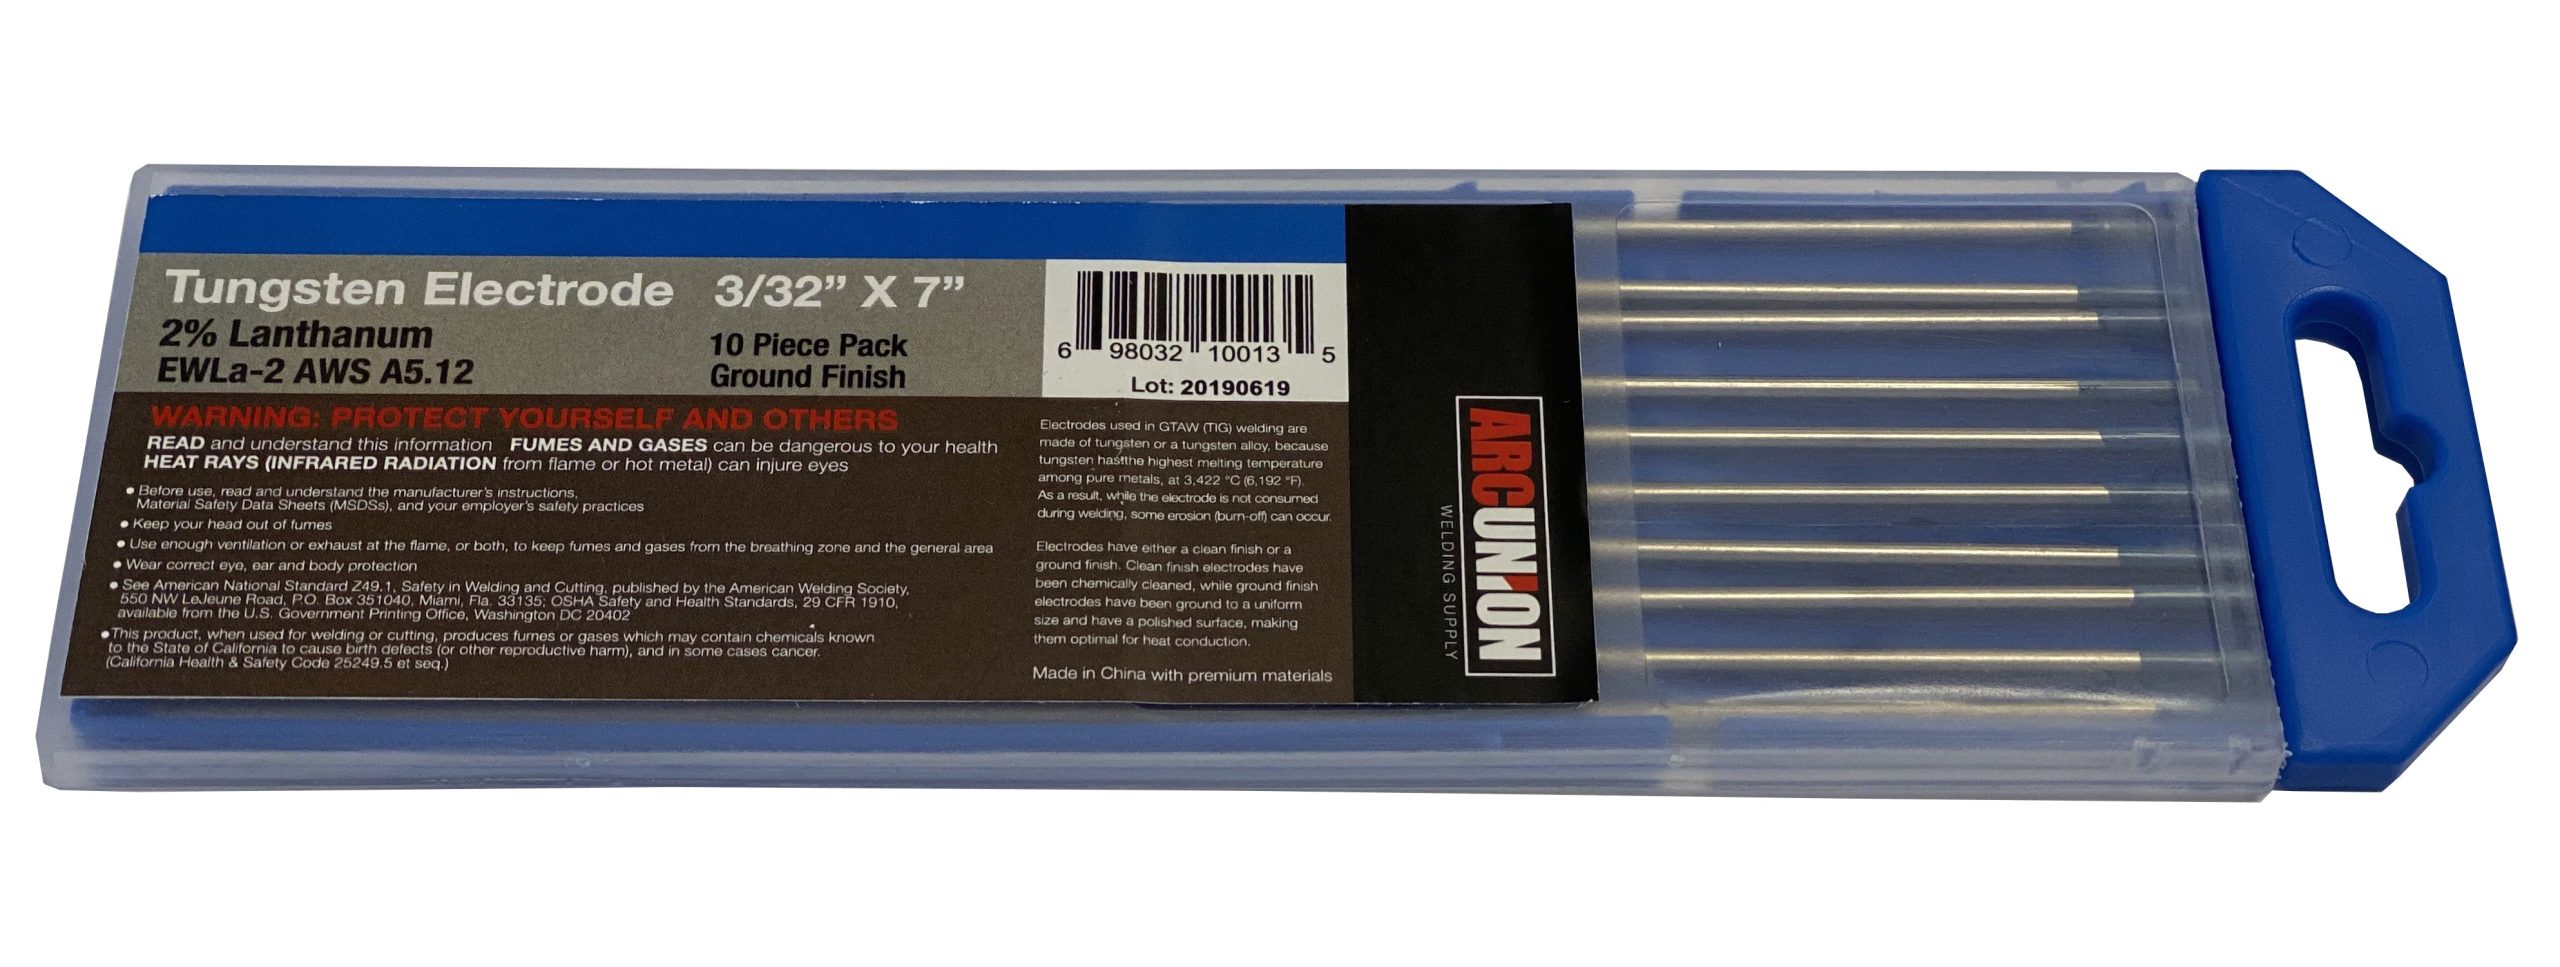 Tungsten Electrode 3/32” X 7”
2% Lanthanum
EWLa-2 AWS A5.12
10 Piece Pack
Ground Finish
6 98032 10013 5
Lot: 20190619
WARNING: PROTECT YOURSELF AND OTHERS
READ and understand this information FUMES AND GASES can be dangerous to your health
HEAT RAYS (INFRARED RADIATION from flame or hot metal) can injure eyes
• Before use, read and understand the manufacturer's instructions,
Material Safety Data Sheets (MSDSs), and your employer's safety practices
• Keep your head out of fumes
• Use enough ventilation or exhaust at the flame, or both, to keep fumes and gases from the breathing zone and the general area
• Wear correct eye, ear and body protection
• See American National Standard Z49.1, Safety in Welding and Cutting, published by the American Welding Society,
550 NW LeJeune Road, P.O. Box 351040, Miami, Fla. 33135; OSHA Safety and Health Standards, 29 CFR 1910,
available from the U.S. Government Printing Office, Washington DC 20402
• This product, when used for welding or cutting, produces fumes or gases which may contain chemicals known
to the State of California to cause birth defects (or other reproductive harm), and in some cases cancer.
(California Health & Safety Code 25249.5 et seq.)
Electrodes used in GTAW (TIG) welding are
made of tungsten or a tungsten alloy, because
tungsten hastthe highest melting temperature
among pure metals, at 3,422 °C (6,192 °F).
As a result, while the electrode is not consumed
during welding, some erosion (burn-off) can occur.
Electrodes have either a clean finish or a
ground finish. Clean finish electrodes have
been chemically cleaned, while ground finish
electrodes have been ground to a uniform
size and have a polished surface, making
them optimal for heat conduction.
Made in China with premium materials
ARCUNION
WELDING SUPPLY